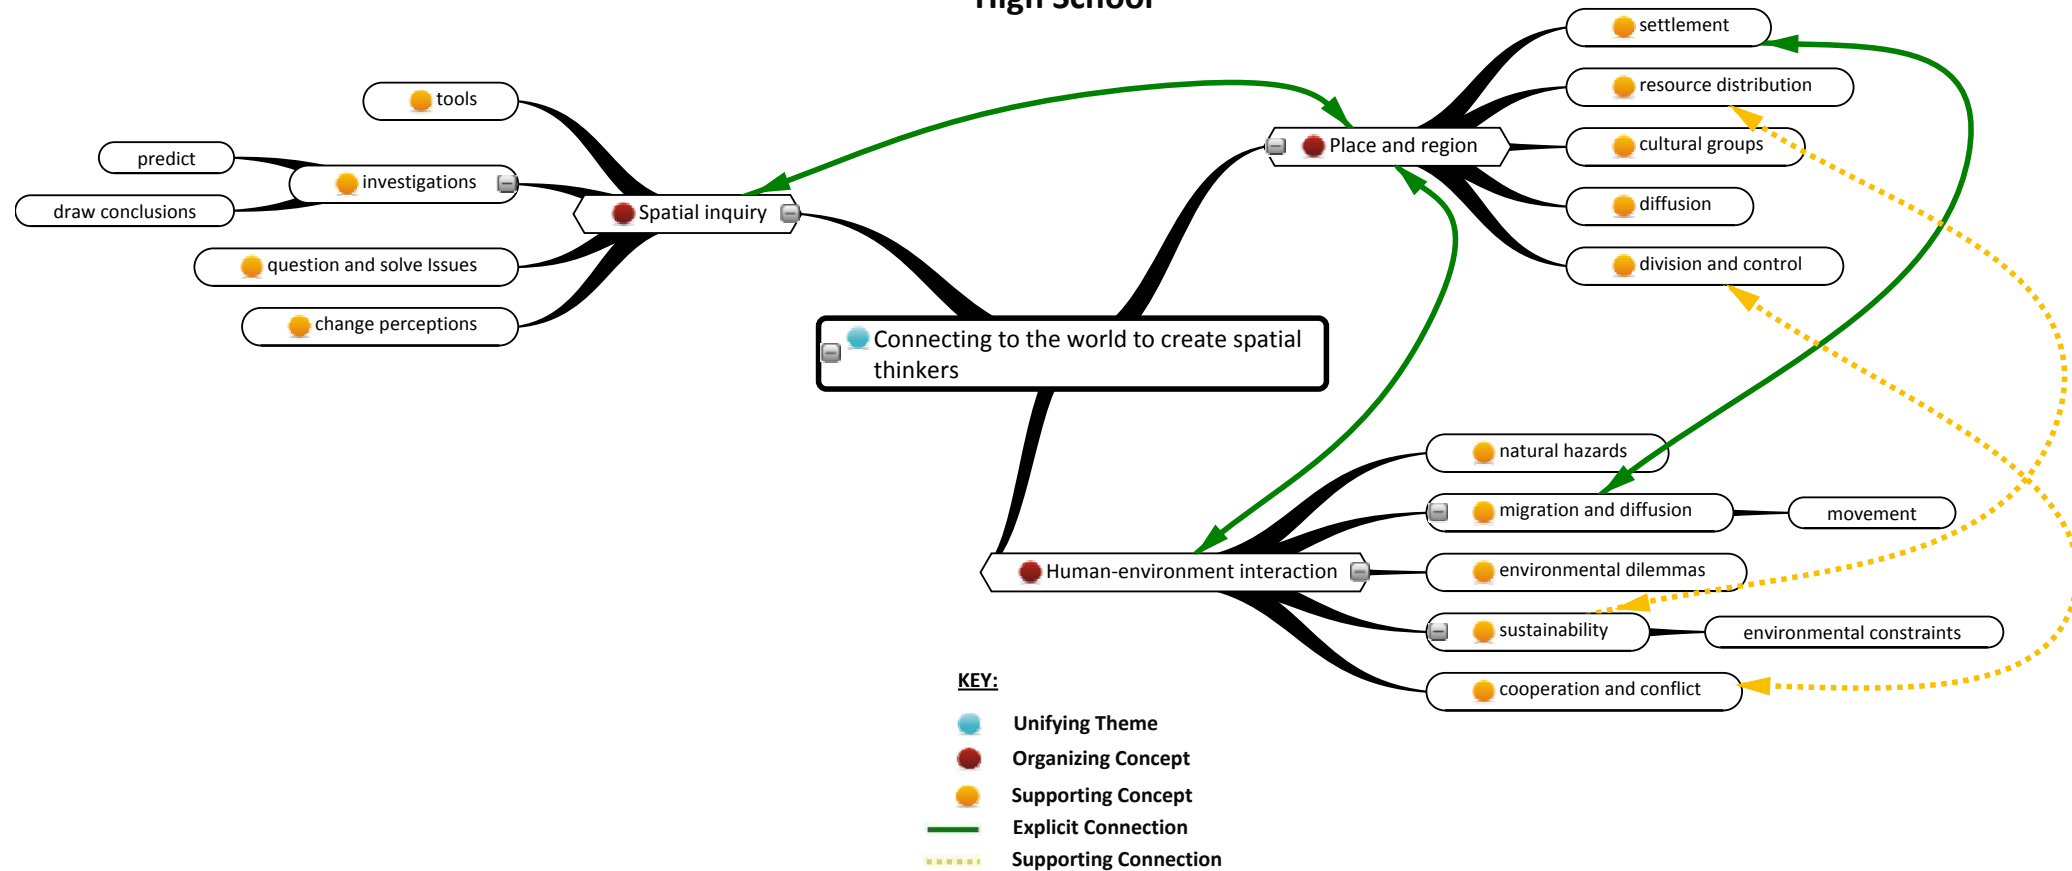 High School
tools
predict
investigations
draw conclusions
Spatial inquiry
question and solve Issues
change perceptions
Connecting to the world to create spatial
thinkers
settlement
resource distribution
Place and region
cultural groups
diffusion
division and control
natural hazards
migration and diffusion
movement
Human-environment interaction
environmental dilemmas
sustainability
environmental constraints
cooperation and conflict
KEY:
Unifying Theme
Organizing Concept
Supporting Concept
Explicit Connection
Supporting Connection